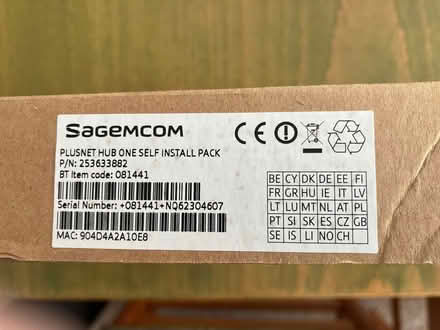 SAGEMCOM
PLUSNET HUB ONE SELF INSTALL PACK
P/N: 253633882
BT Item code: 081441
Serial Number: +081441+NQ62304607
MAC: 904D4A2A10E8
CE
BE CY DK DE EE FI
FR GR HU IE IT LV
LT LU MT NL AT PL
PT SI SK ES CZ GB
SE IS LI NO CH